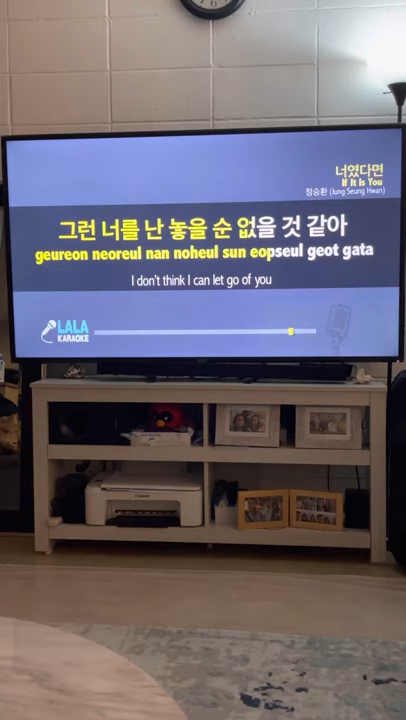 너였다면
If It Is You
정승환 (Jung Seung Hwan)
그런 너를 난 놓을 순 없을 것 같아
geureon neoreul nan noheul sun eopseul geot gata
I don't think I can let go of you
LALA
KARAOKE
Canon